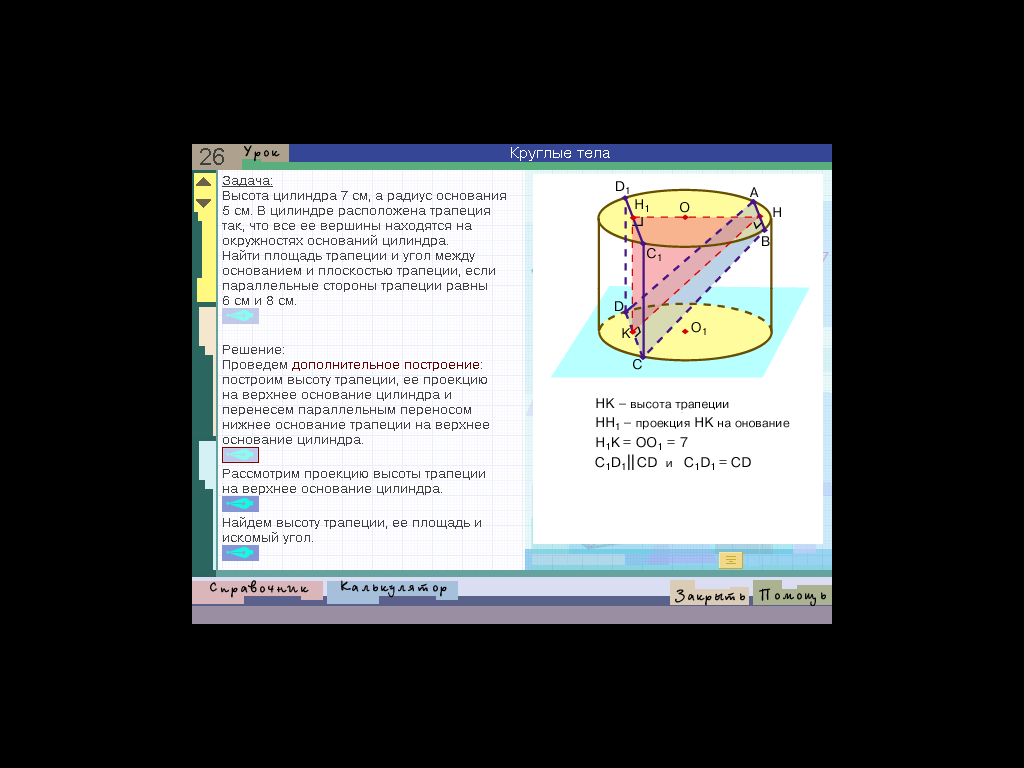 26
Урок
Круглые тела
Задача:
Высота цилиндра 7 см, а радиус основания
5 см. В цилиндре расположена трапеция
так, что все ее вершины находятся на
окружностях оснований цилиндра.
Найти площадь трапеции и угол между
основанием и плоскостью трапеции, если
параллельные стороны трапеции равны
6 см и 8 см.
Решение:
Проведем дополнительное построение:
построим высоту трапеции, ее проекцию
на верхнее основание цилиндра и
перенесем параллельным переносом
нижнее основание трапеции на верхнее
основание цилиндра.
Рассмотрим проекцию высоты трапеции
на верхнее основание цилиндра.
Найдем высоту трапеции, ее площадь и
искомый угол.
D₁
A
H₁
O
H
B
C₁
D
K
O₁
C
HK – высота трапеции
HH₁ – проекция HK на онование
H₁K = OO₁ = 7
C₁D₁||CD и C₁D₁ = CD
Справочник
Калькулятор
Закрыть
Помощь